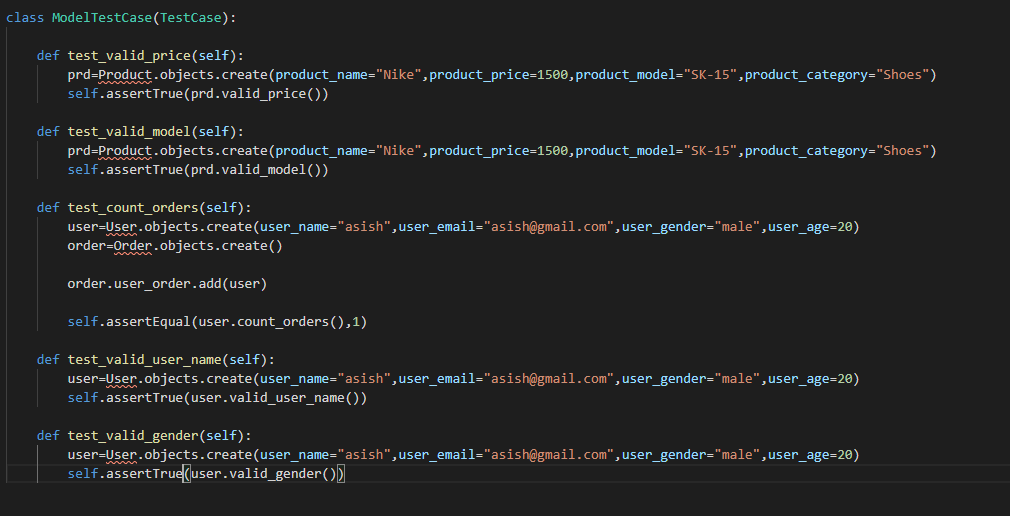 class ModelTestCase(TestCase):
def test_valid_price(self):
prd=Product.objects.create(product_name="Nike",product_price=1500,product_model="SK-15",product_category="Shoes")
self.assertTrue(prd.valid_price())
def test_valid_model(self):
prd=Product.objects.create(product_name="Nike",product_price=1500,product_model="SK-15",product_category="Shoes")
self.assertTrue(prd.valid_model())
def test_count_orders(self):
user=User.objects.create(user_name="asish",user_email="asish@gmail.com",user_gender="male",user_age=20)
order=Order.objects.create()
order.user_order.add(user)
self.assertEqual(user.count_orders(),1)
def test_valid_user_name(self):
user=User.objects.create(user_name="asish",user_email="asish@gmail.com",user_gender="male",user_age=20)
self.assertTrue(user.valid_user_name())
def test_valid_gender(self):
user=User.objects.create(user_name="asish",user_email="asish@gmail.com",user_gender="male",user_age=20)
self.assertTrue(user.valid_gender())